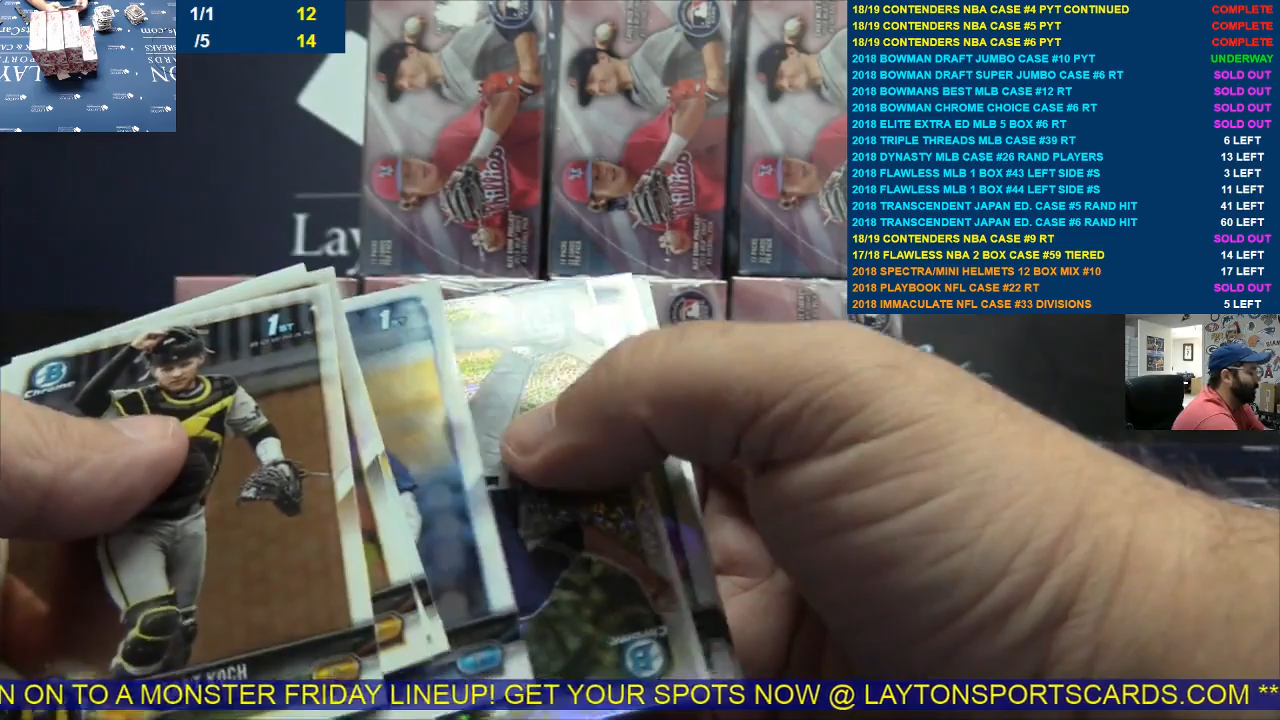 1/1 12
/5 14
18/19 CONTENDERS NBA CASE #4 PYT CONTINUED COMPLETE
18/19 CONTENDERS NBA CASE #5 PYT COMPLETE
18/19 CONTENDERS NBA CASE #6 PYT COMPLETE
2018 BOWMAN DRAFT JUMBO CASE #10 PYT UNDERWAY
2018 BOWMAN DRAFT SUPER JUMBO CASE #6 RT SOLD OUT
2018 BOWMANS BEST MLB CASE #12 RT SOLD OUT
2018 BOWMAN CHROME CHOICE CASE #6 RT SOLD OUT
2018 ELITE EXTRA ED MLB 5 BOX #6 RT SOLD OUT
2018 TRIPLE THREADS MLB CASE #39 RT 6 LEFT
2018 DYNASTY MLB CASE #26 RAND PLAYERS 13 LEFT
2018 FLAWLESS MLB 1 BOX #43 LEFT SIDE #S 3 LEFT
2018 FLAWLESS MLB 1 BOX #44 LEFT SIDE #S 11 LEFT
2018 TRANSCENDENT JAPAN ED. CASE #5 RAND HIT 41 LEFT
2018 TRANSCENDENT JAPAN ED. CASE #6 RAND HIT 60 LEFT
18/19 CONTENDERS NBA CASE #9 RT SOLD OUT
17/18 FLAWLESS NBA 2 BOX CASE #59 TIERED 14 LEFT
2018 SPECTRA/MINI HELMETS 12 BOX MIX #10 17 LEFT
2018 PLAYBOOK NFL CASE #22 RT SOLD OUT
2018 IMMACULATE NFL CASE #33 DIVISIONS 5 LEFT
Lay
1ST
Chrome
1ST
KOCH
N ON TO A MONSTER FRIDAY LINEUP! GET YOUR SPOTS NOW @ LAYTONSPORTSCARDS.COM **